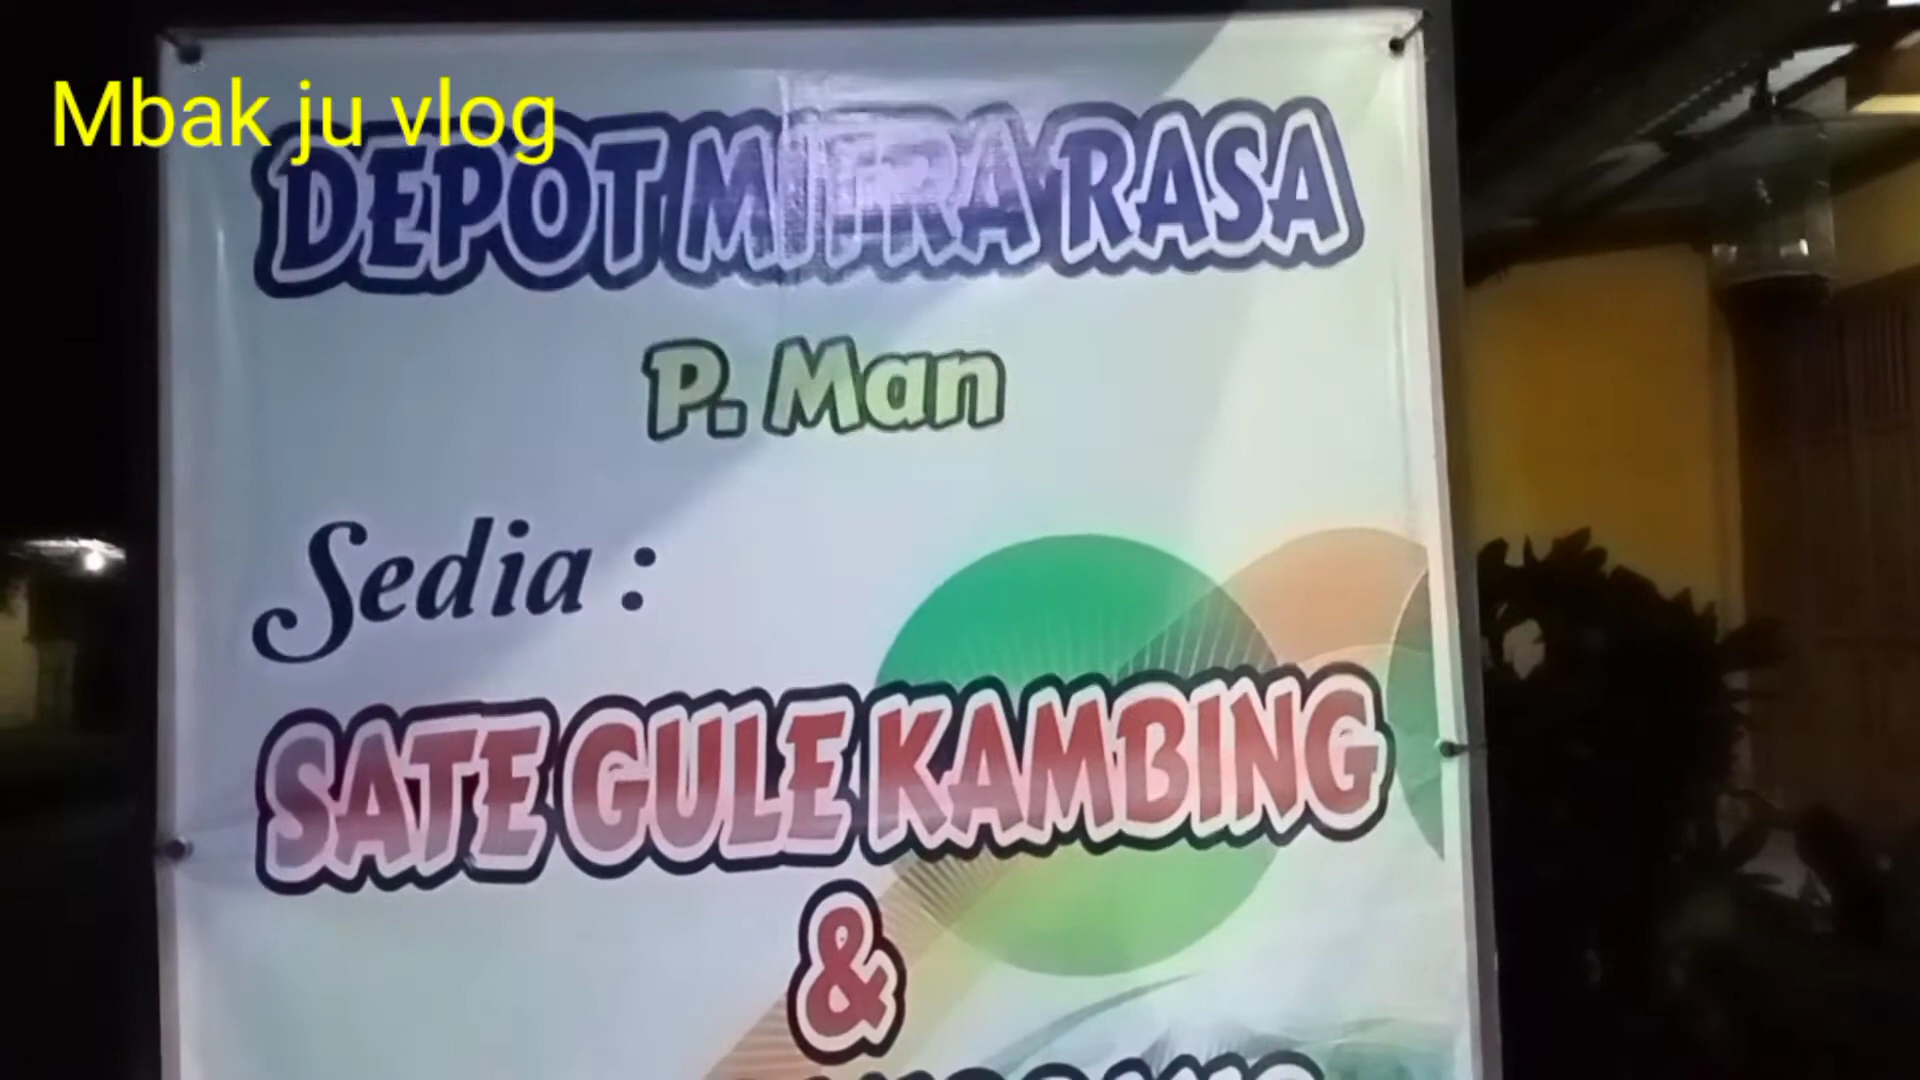 Mbak ju vlog
DEPOT MITRA RASA
P. Man
Sedia :
SATE GULE KAMBING
&